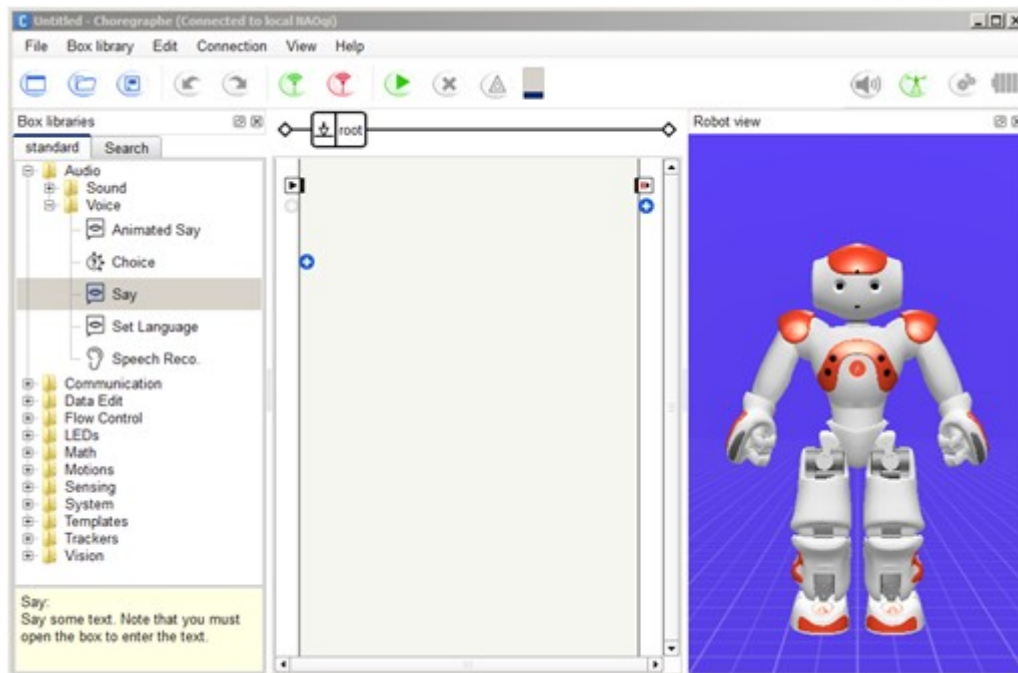 Untitled - Choregraphe (Connected to local NAOqi)
File Box library Edit Connection View Help
Box libraries
standard Search
Audio
Sound
Voice
Animated Say
Choice
Say
Set Language
Speech Reco.
Communication
Data Edit
Flow Control
LEDs
Math
Motions
Sensing
System
Templates
Trackers
Vision
Say:
Say some text. Note that you must
open the box to enter the text.
root
Robot view